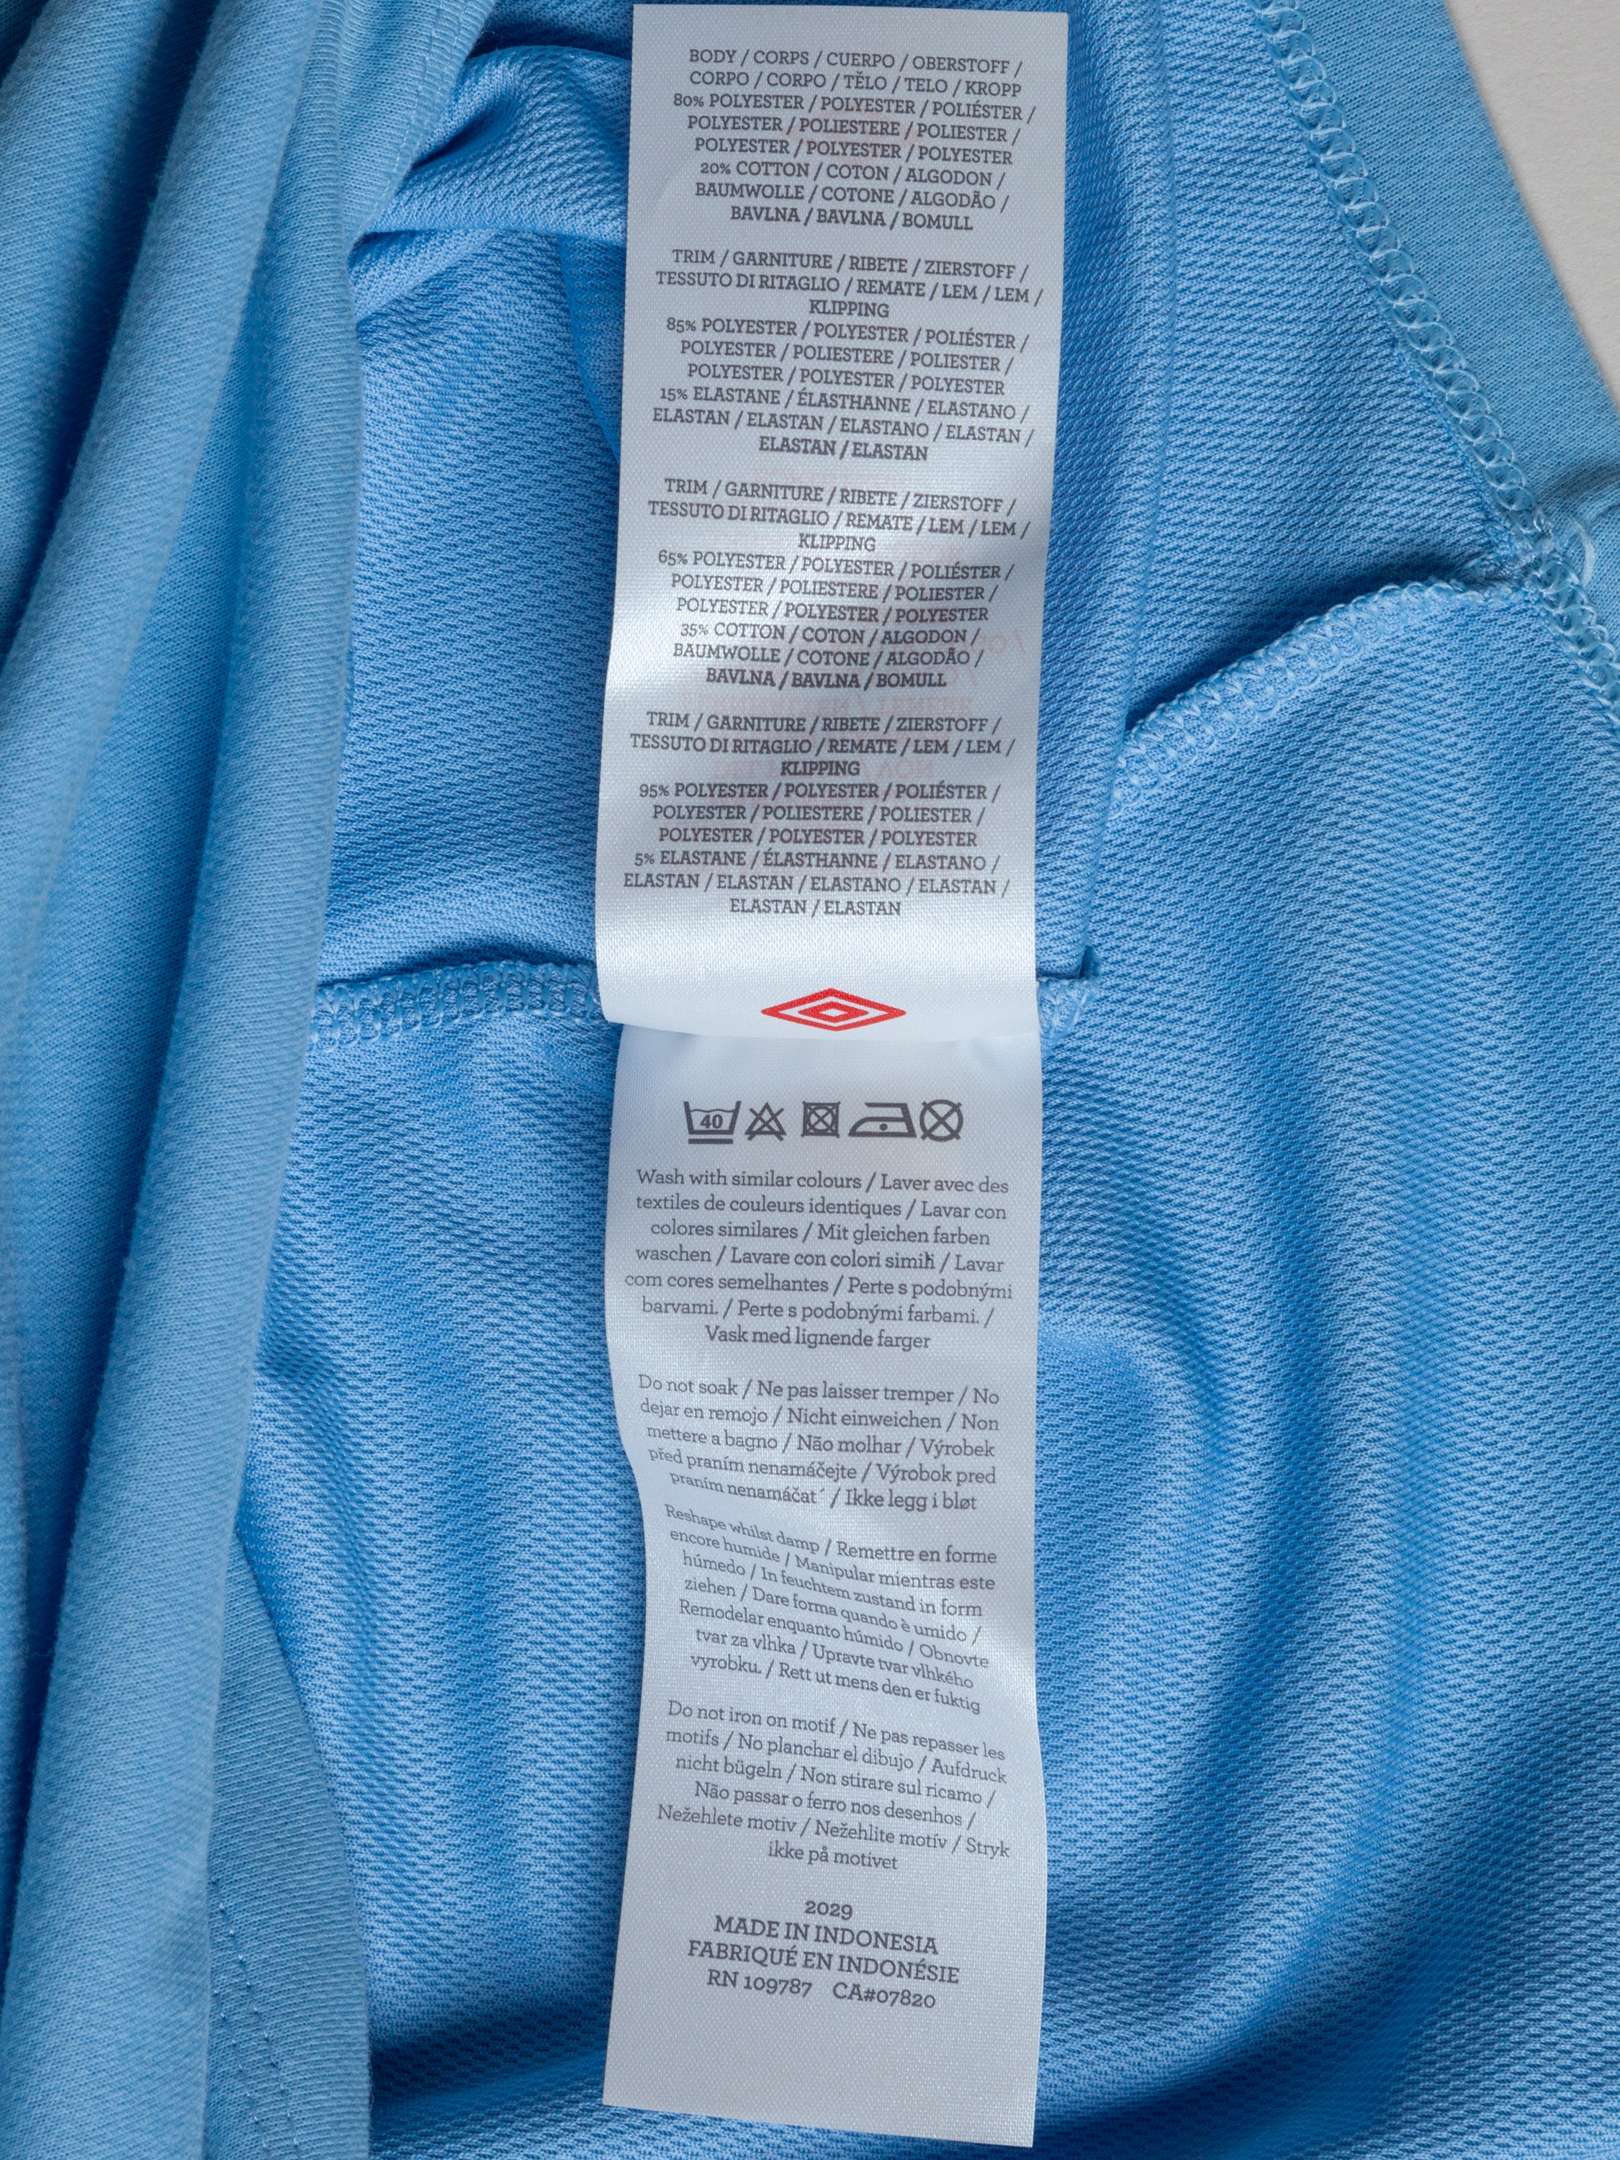 BODY / CORPS / CUERPO / OBERSTOFF /
CORPO / CORPO / TĚLO / TELO / KROPP
80% POLYESTER / POLYESTER / POLIÉSTER /
POLYESTER / POLIESTERE / POLIESTER /
POLYESTER / POLYESTER / POLYESTER
20% COTTON / COTON / ALGODON /
BAUMWOLLE / COTONE / ALGODÃO /
BAVLNA / BAVLNA / BOMULL
TRIM / GARNITURE / RIBETE / ZIERSTOFF /
TESSUTO DI RITAGLIO / REMATE / LEM / LEM /
KLIPPING
85% POLYESTER / POLYESTER / POLIÉSTER /
POLYESTER / POLIESTERE / POLIESTER /
POLYESTER / POLYESTER / POLYESTER
15% ELASTANE / ÉLASTHANNE / ELASTANO /
ELASTAN / ELASTAN / ELASTANO / ELASTAN /
ELASTAN / ELASTAN
TRIM / GARNITURE / RIBETE / ZIERSTOFF /
TESSUTO DI RITAGLIO / REMATE / LEM / LEM /
KLIPPING
65% POLYESTER / POLYESTER / POLIÉSTER /
POLYESTER / POLIESTERE / POLIESTER /
POLYESTER / POLYESTER / POLYESTER
35% COTTON / COTON / ALGODON /
BAUMWOLLE / COTONE / ALGODÃO /
BAVLNA / BAVLNA / BOMULL
TRIM / GARNITURE / RIBETE / ZIERSTOFF /
TESSUTO DI RITAGLIO / REMATE / LEM / LEM /
KLIPPING
95% POLYESTER / POLYESTER / POLIÉSTER /
POLYESTER / POLIESTERE / POLIESTER /
POLYESTER / POLYESTER / POLYESTER
5% ELASTANE / ÉLASTHANNE / ELASTANO /
ELASTAN / ELASTAN / ELASTANO / ELASTAN /
ELASTAN / ELASTAN
40
Wash with similar colours / Laver avec des
textiles de couleurs identiques / Lavar con
colores similares / Mit gleichen farben
waschen / Lavare con colori simili / Lavar
com cores semelhantes / Perte s podobnými
barvami. / Perte s podobnými farbami. /
Vask med lignende farger
Do not soak / Ne pas laisser tremper / No
dejar en remojo / Nicht einweichen / Non
mettere a bagno / Não molhar / Výrobek
před praním nenamáčejte / Výrobok pred
praním nenamáčat´ / Ikke legg i bløt
Reshape whilst damp / Remettre en forme
encore humide / Manipular mientras este
húmedo / In feuchtem zustand in form
ziehen / Dare forma quando è umido /
Remodelar enquanto húmido / Obnovte
tvar za vlhka / Upravte tvar vlhkého
vyrobku. / Rett ut mens den er fuktig
Do not iron on motif / Ne pas repasser les
motifs / No planchar el dibujo / Aufdruck
nicht bügeln / Non stirare sul ricamo /
Não passar o ferro nos desenhos /
Nežehlete motiv / Nežehlite motív / Stryk
ikke på motivet
2029
MADE IN INDONESIA
FABRIQUÉ EN INDONÉSIE
RN 109787 CA#07820